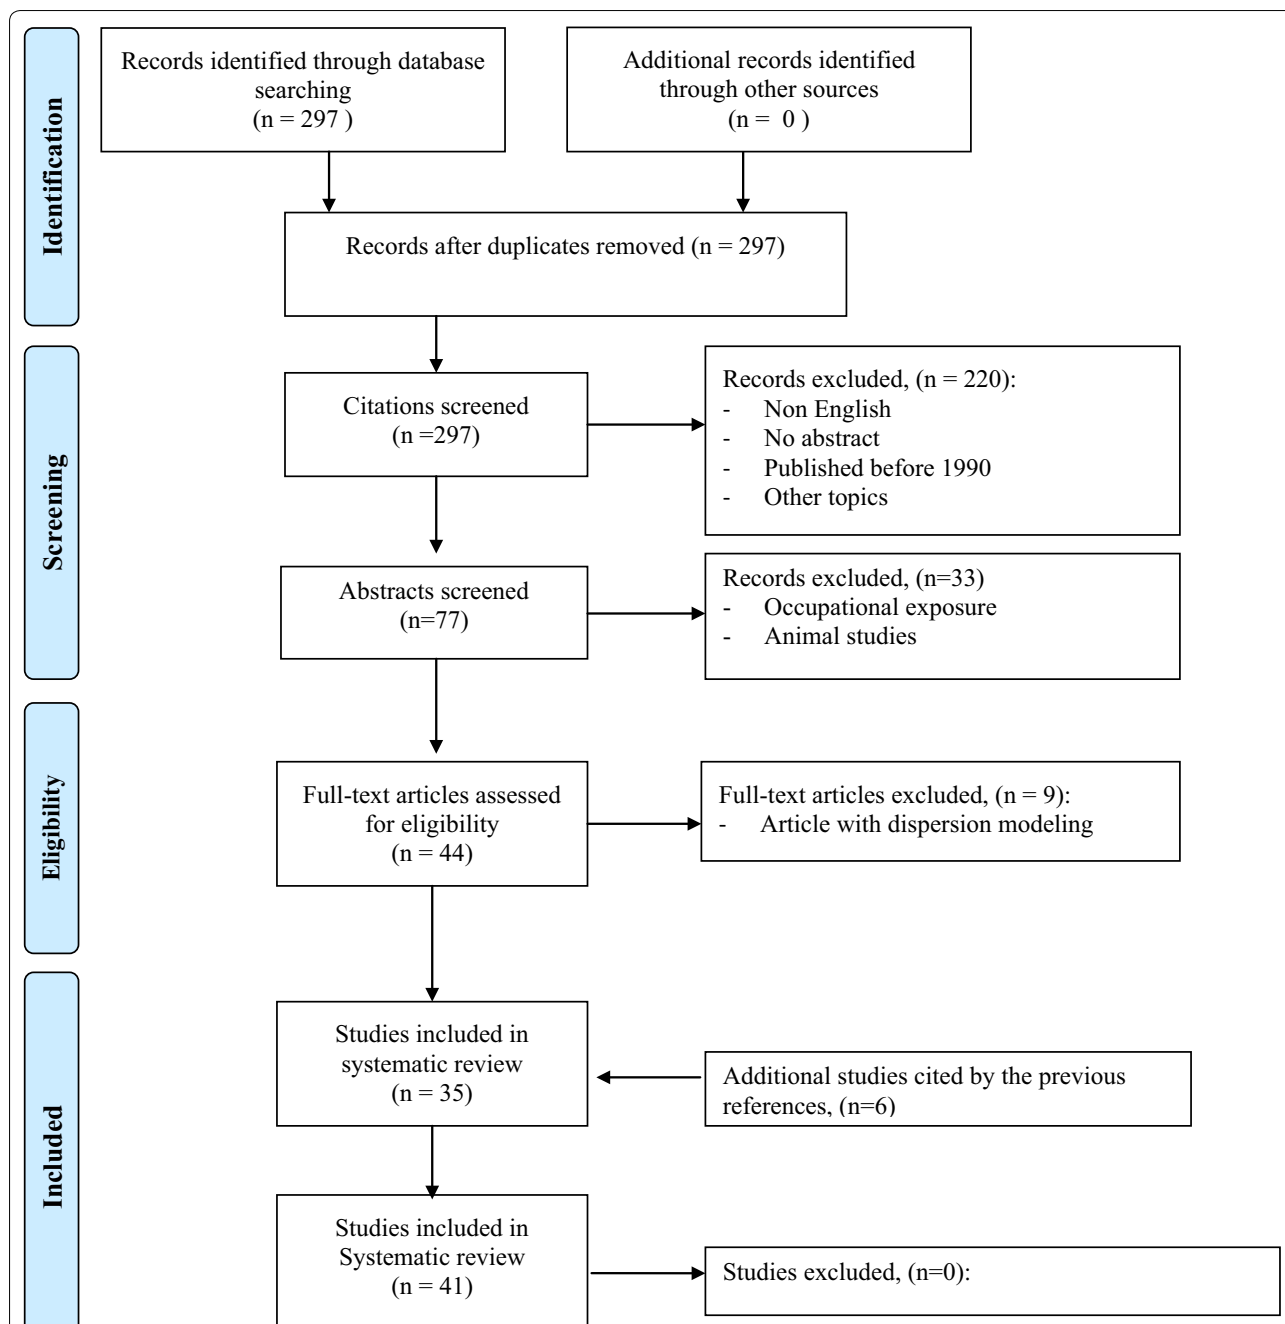 Identification
Records identified through database
searching
(n = 297 )
Additional records identified
through other sources
(n = 0 )
Records after duplicates removed (n = 297)
Screening
Citations screened
(n =297)
Records excluded, (n = 220):
- Non English
- No abstract
- Published before 1990
- Other topics
Abstracts screened
(n=77)
Records excluded, (n=33)
- Occupational exposure
- Animal studies
Eligibility
Full-text articles assessed
for eligibility
(n = 44)
Full-text articles excluded, (n = 9):
- Article with dispersion modeling
Included
Studies included in
systematic review
(n = 35)
Additional studies cited by the previous
references, (n=6)
Studies included in
Systematic review
(n = 41)
Studies excluded, (n=0):